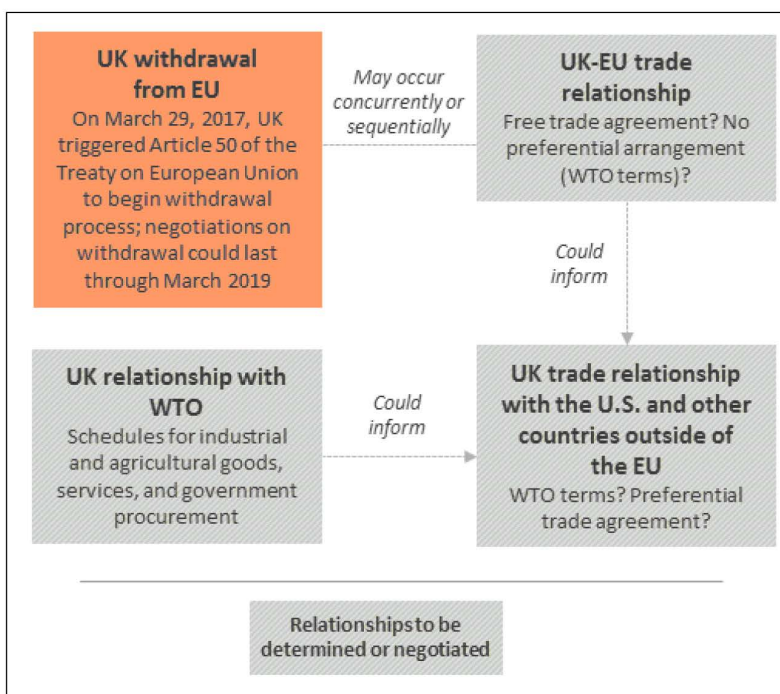 UK withdrawal
from EU
On March 29, 2017, UK
triggered Article 50 of the
Treaty on European Union
to begin withdrawal
process; negotiations on
withdrawal could last
through March 2019
May occur
concurrently or
sequentially
UK-EU trade
relationship
Free trade agreement? No
preferential arrangement
(WTO terms)?
Could
inform
UK relationship with
WTO
Schedules for industrial
and agricultural goods,
services, and government
procurement
Could
inform
UK trade relationship
with the U.S. and other
countries outside of
the EU
WTO terms? Preferential
trade agreement?
Relationships to be
determined or negotiated